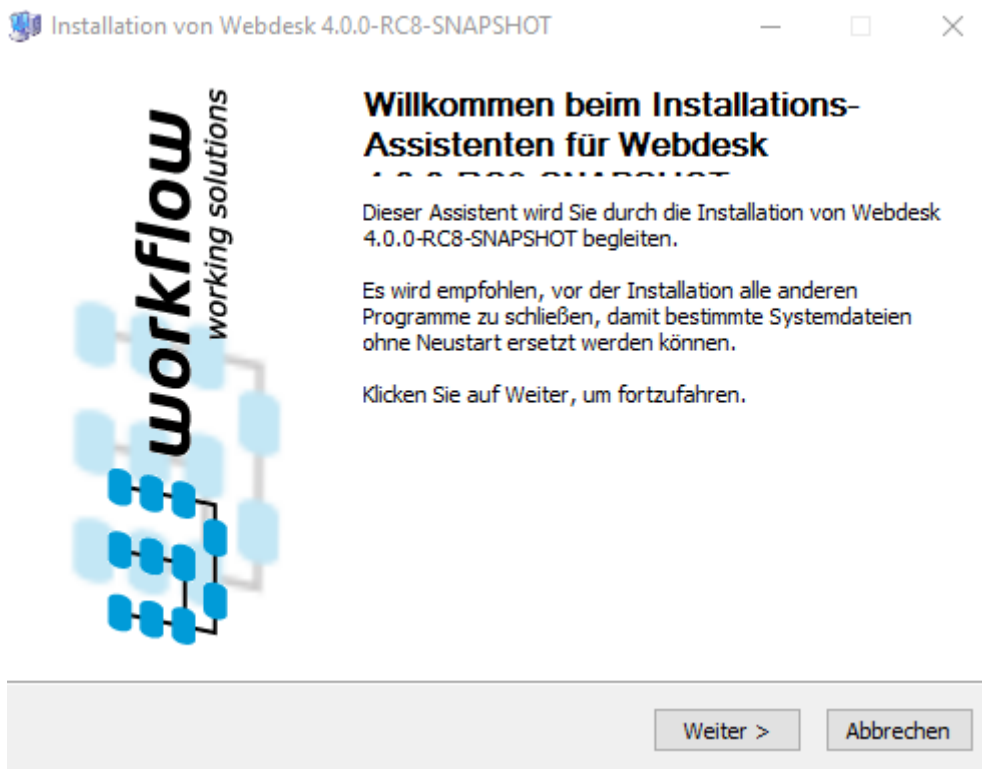 Installation von Webdesk 4.0.0-RC8-SNAPSHOT
workflow
working solutions
Willkommen beim Installations-
Assistenten für Webdesk
Dieser Assistent wird Sie durch die Installation von Webdesk
4.0.0-RC8-SNAPSHOT begleiten.
Es wird empfohlen, vor der Installation alle anderen
Programme zu schließen, damit bestimmte Systemdateien
ohne Neustart ersetzt werden können.
Klicken Sie auf Weiter, um fortzufahren.
Weiter >
Abbrechen